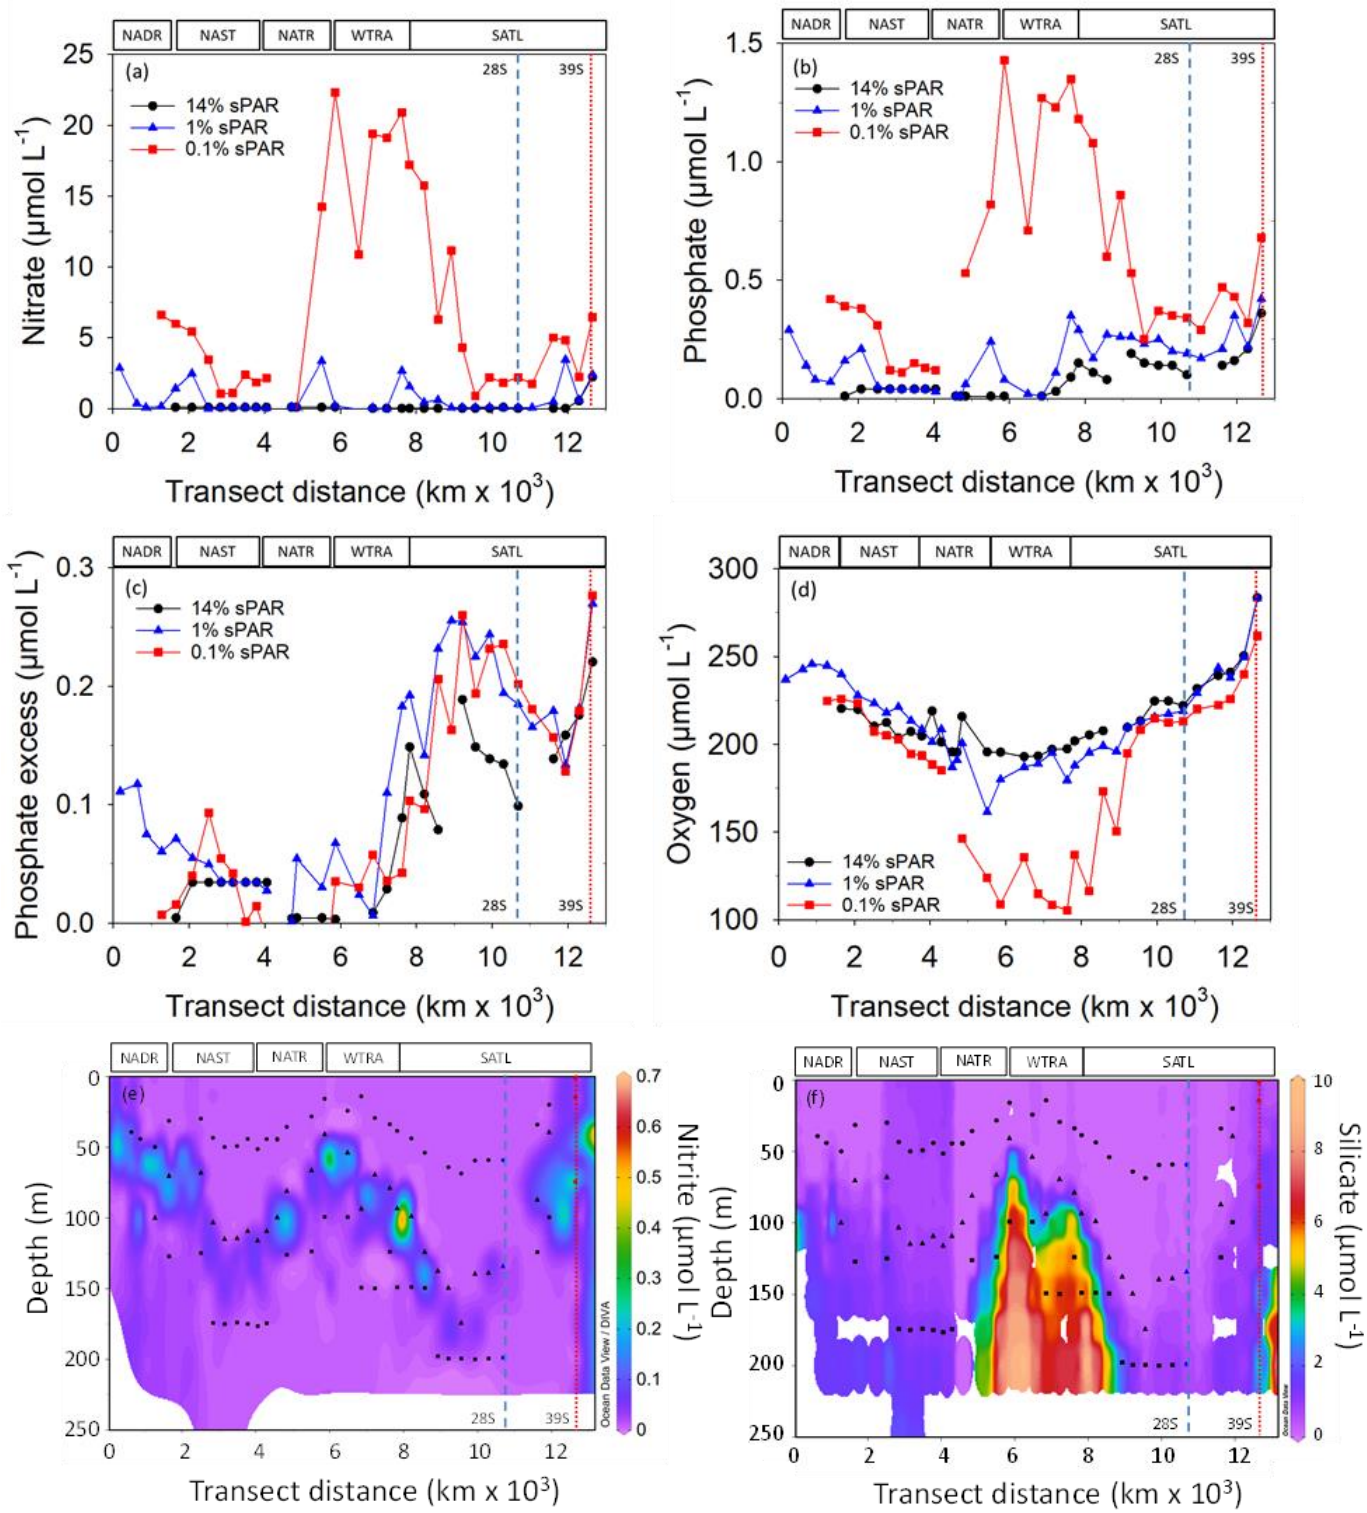 NADR NAST NATR WTRA SATL
(a)
28S 39S
14% sPAR
1% sPAR
0.1% sPAR
Nitrate (µmol L-1)
25
20
15
10
5
0
0 2 4 6 8 10 12
Transect distance (km x 10³)
NADR NAST NATR WTRA SATL
(b)
28S 39S
14% sPAR
1% sPAR
0.1% sPAR
Phosphate (µmol L-1)
1.5
1.0
0.5
0.0
0 2 4 6 8 10 12
Transect distance (km x 10³)
NADR NAST NATR WTRA SATL
(c)
14% sPAR
1% sPAR
0.1% sPAR
28S 39S
Phosphate excess (µmol L-1)
0.3
0.2
0.1
0.0
0 2 4 6 8 10 12
Transect distance (km x 10³)
NADR NAST NATR WTRA SATL
(d)
14% sPAR
1% sPAR
0.1% sPAR
28S 39S
Oxygen (µmol L-1)
300
250
200
150
100
0 2 4 6 8 10 12
Transect distance (km x 10³)
NADR NAST NATR WTRA SATL
(e)
28S 39S
Depth (m)
0
50
100
150
200
250
0 2 4 6 8 10 12
Transect distance (km x 10³)
Ocean Data View / DIVA
0.7
0.6
0.5
0.4
0.3
0.2
0.1
0
Nitrite (µmol L-1)
NADR NAST NATR WTRA SATL
(f)
28S 39S
Depth (m)
0
50
100
150
200
250
0 2 4 6 8 10 12
Transect distance (km x 10³)
Ocean Data View
10
8
6
4
2
0
Silicate (µmol L-1)